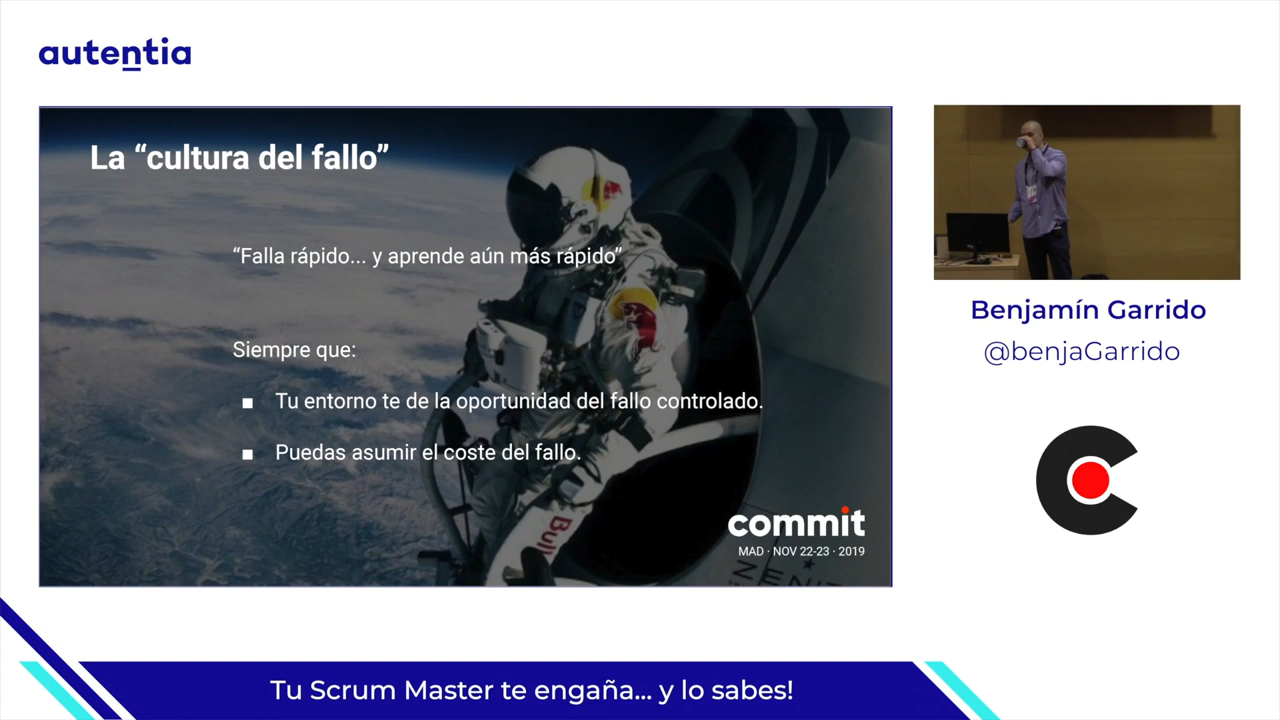 autentia
La “cultura del fallo”
“Falla rápido... y aprende aún más rápido”
Siempre que:
Tu entorno te de la oportunidad del fallo controlado.
Puedas asumir el coste del fallo.
Bull
commit
MAD · NOV 22-23 · 2019
ZENIT
Benjamín Garrido
@benjaGarrido
Tu Scrum Master te engaña... y lo sabes!